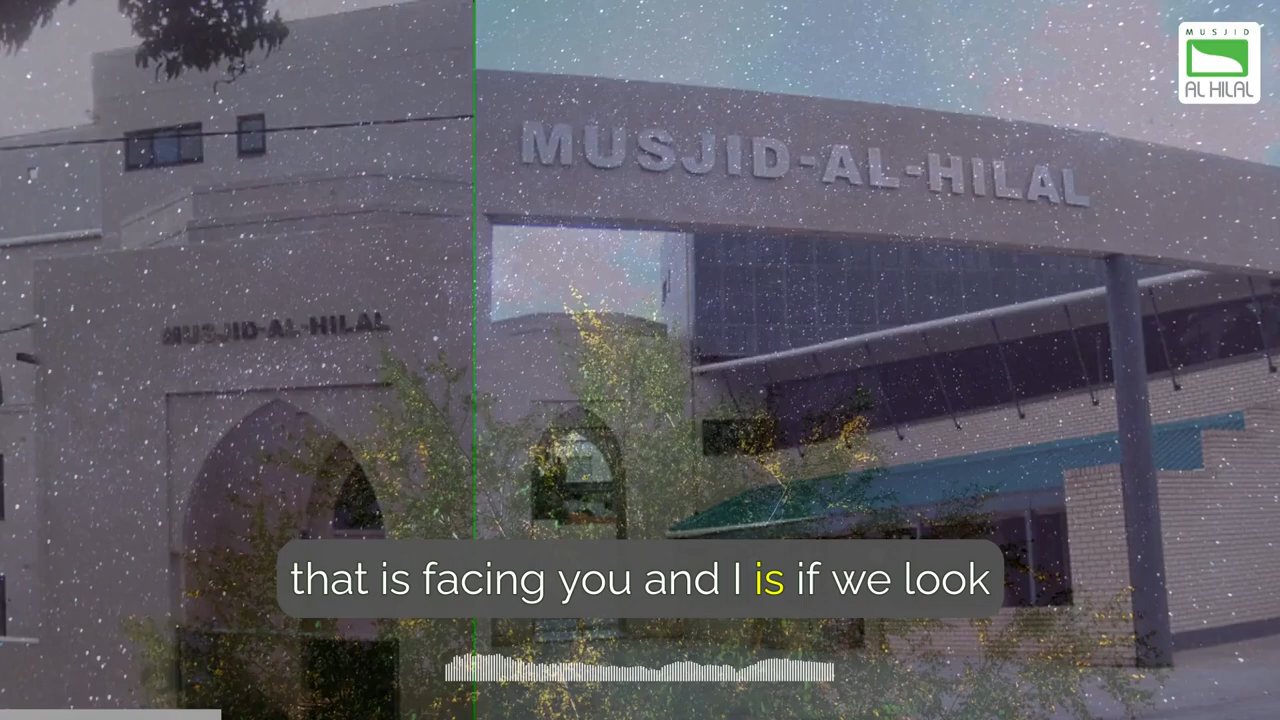 MUSJID
AL HILAL
MUSJID-AL-HILAL
MUSJID-AL-HILAL
that is facing you and I is if we look